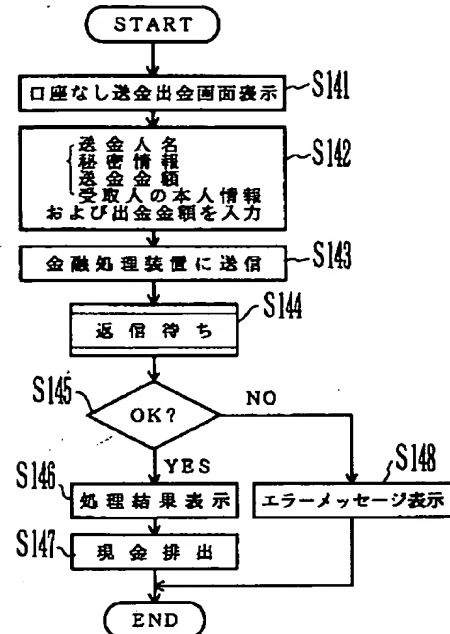 START
口座なし送金出金画面表示
S141
送金人名
秘密情報
送金金額
受取人の本人情報
および出金金額を入力
S142
金融処理装置に送信
S143
S144
返信待ち
S145
OK?
NO
YES
S146
処理結果表示
S148
エラーメッセージ表示
S147
現金排出
END